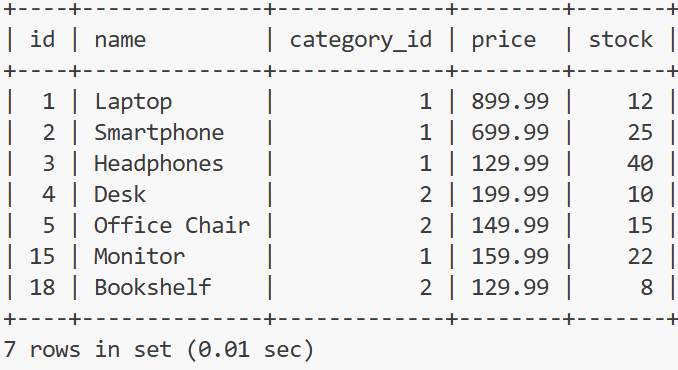 +----+--------------+-------------+--------+-------+
| id | name         | category_id | price  | stock |
+----+--------------+-------------+--------+-------+
|  1 | Laptop       |           1 | 899.99 |    12 |
|  2 | Smartphone   |           1 | 699.99 |    25 |
|  3 | Headphones   |           1 | 129.99 |    40 |
|  4 | Desk         |           2 | 199.99 |    10 |
|  5 | Office Chair |           2 | 149.99 |    15 |
| 15 | Monitor      |           1 | 159.99 |    22 |
| 18 | Bookshelf    |           2 | 129.99 |     8 |
+----+--------------+-------------+--------+-------+
7 rows in set (0.01 sec)